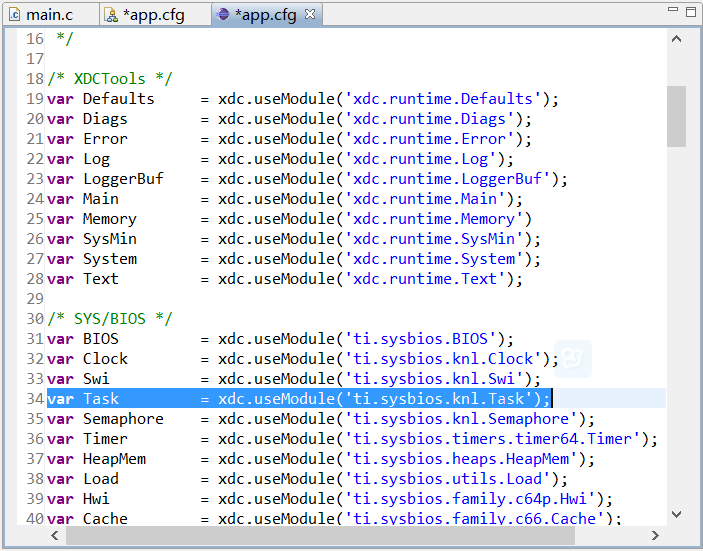 main.c *app.cfg *app.cfg
16 */
17
18 /* XDCTools */
19 var Defaults = xdc.useModule('xdc.runtime.Defaults');
20 var Diags = xdc.useModule('xdc.runtime.Diags');
21 var Error = xdc.useModule('xdc.runtime.Error');
22 var Log = xdc.useModule('xdc.runtime.Log');
23 var LoggerBuf = xdc.useModule('xdc.runtime.LoggerBuf');
24 var Main = xdc.useModule('xdc.runtime.Main');
25 var Memory = xdc.useModule('xdc.runtime.Memory')
26 var SysMin = xdc.useModule('xdc.runtime.SysMin');
27 var System = xdc.useModule('xdc.runtime.System');
28 var Text = xdc.useModule('xdc.runtime.Text');
29
30 /* SYS/BIOS */
31 var BIOS = xdc.useModule('ti.sysbios.BIOS');
32 var Clock = xdc.useModule('ti.sysbios.knl.Clock');
33 var Swi = xdc.useModule('ti.sysbios.knl.Swi');
34 var Task = xdc.useModule('ti.sysbios.knl.Task');
35 var Semaphore = xdc.useModule('ti.sysbios.knl.Semaphore');
36 var Timer = xdc.useModule('ti.sysbios.timers.timer64.Timer');
37 var HeapMem = xdc.useModule('ti.sysbios.heaps.HeapMem');
38 var Load = xdc.useModule('ti.sysbios.utils.Load');
39 var Hwi = xdc.useModule('ti.sysbios.family.c64p.Hwi');
40 var Cache = xdc.useModule('ti.sysbios.family.c66.Cache');